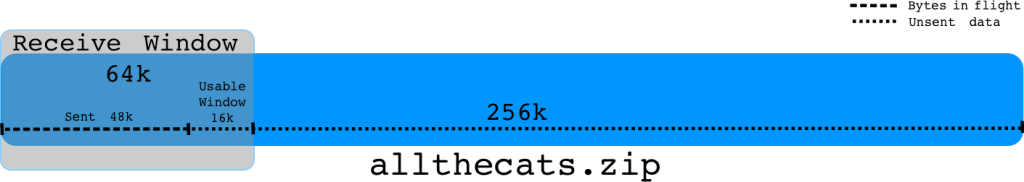 Bytes in flight
Unsent data
Receive Window
64k
Usable
Window
16k
Sent 48k
256k
allthecats.zip